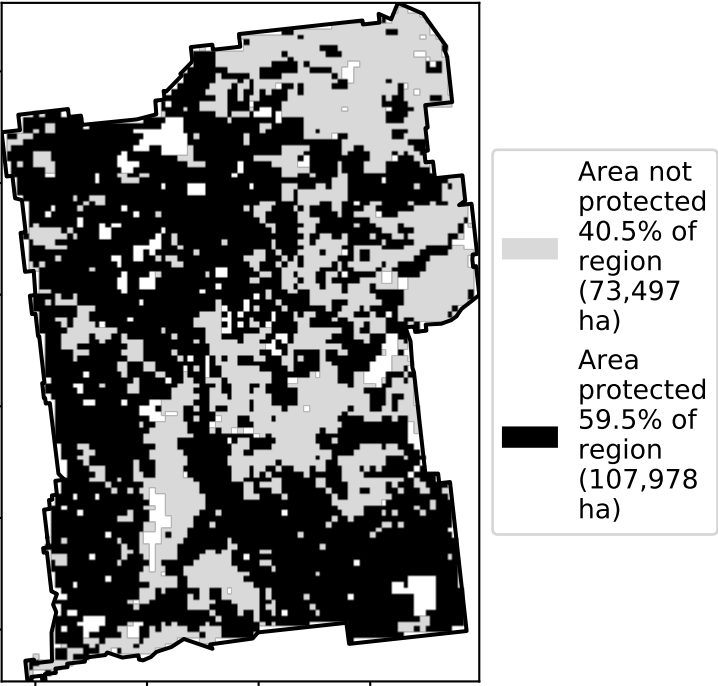 Area not
protected
40.5% of
region
(73,497
ha)
Area
protected
59.5% of
region
(107,978
ha)